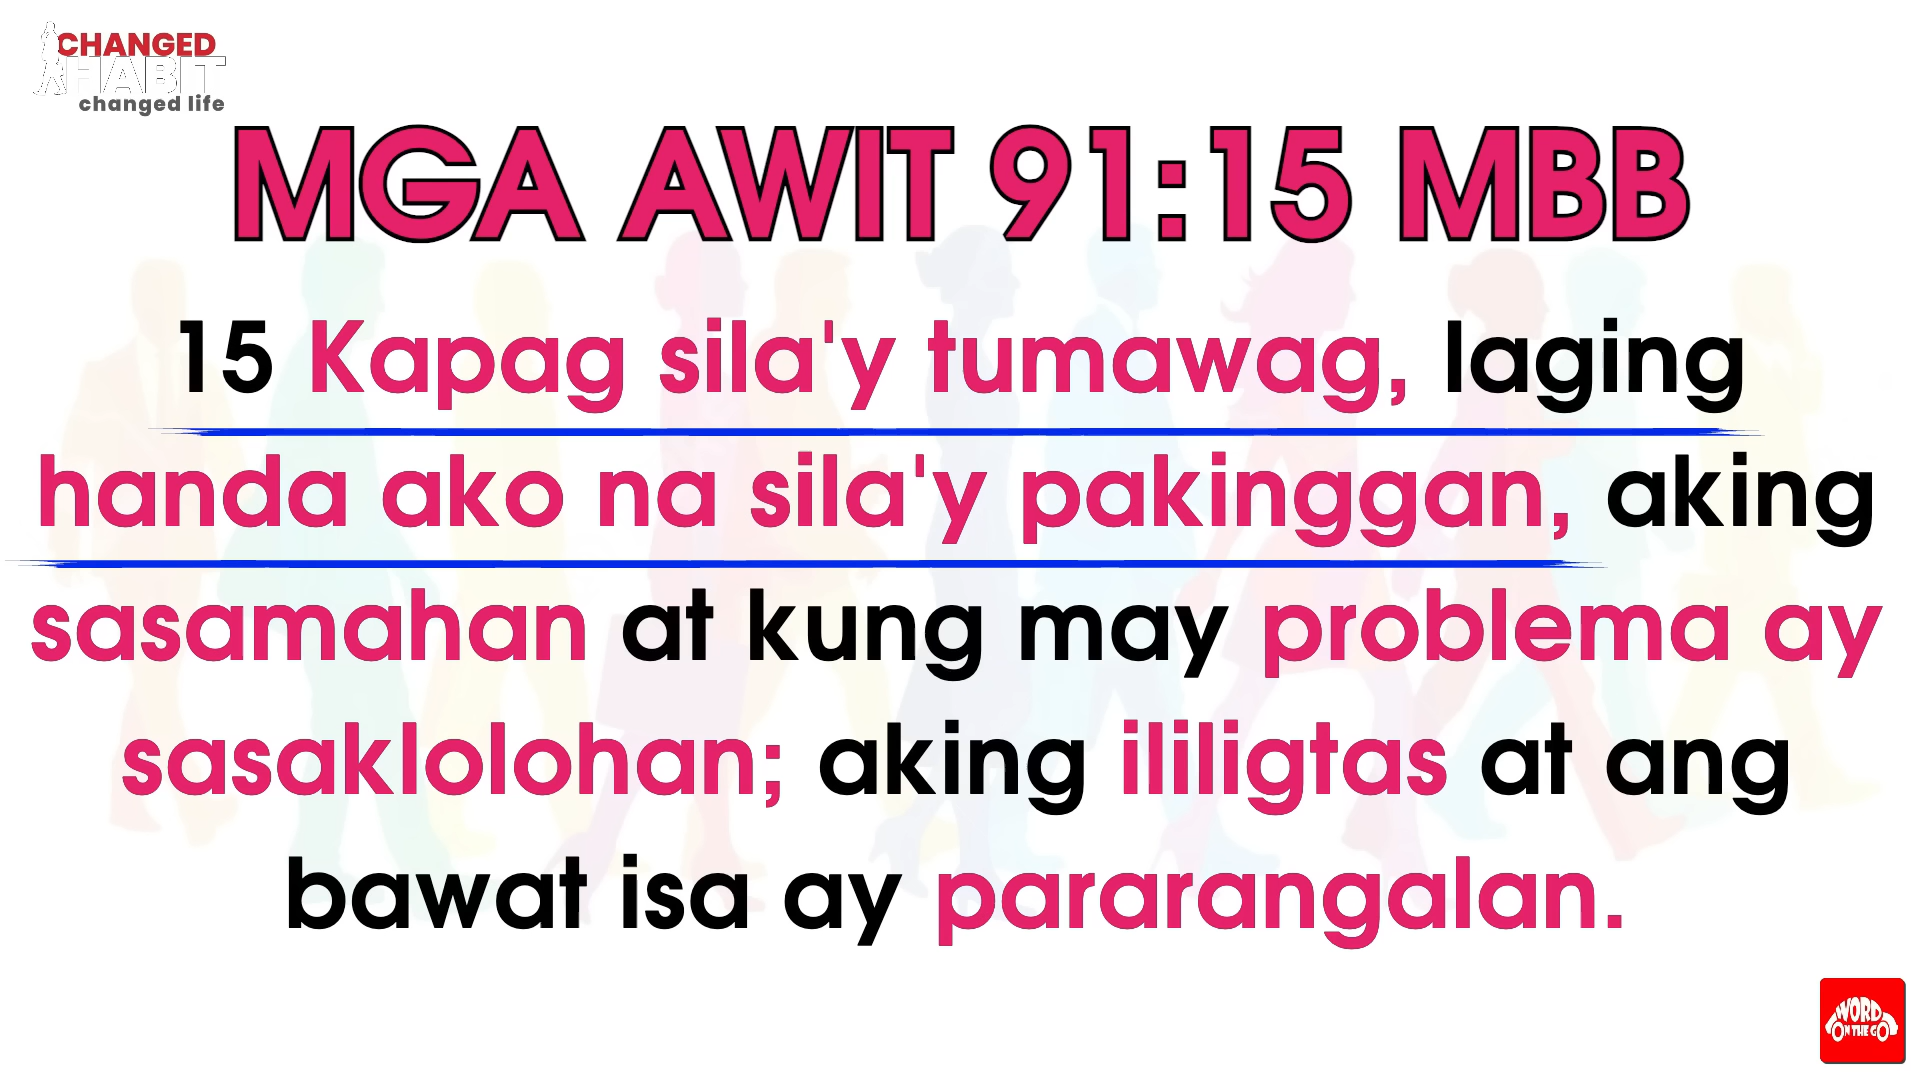 CHANGED
HABIT
changed life
MGA AWIT 91:15 MBB
15 Kapag sila'y tumawag, laging
handa ako na sila'y pakinggan, aking
sasamahan at kung may problema ay
sasaklolohan; aking ililigtas at ang
bawat isa ay pararangalan.
WORD
ON THE GO